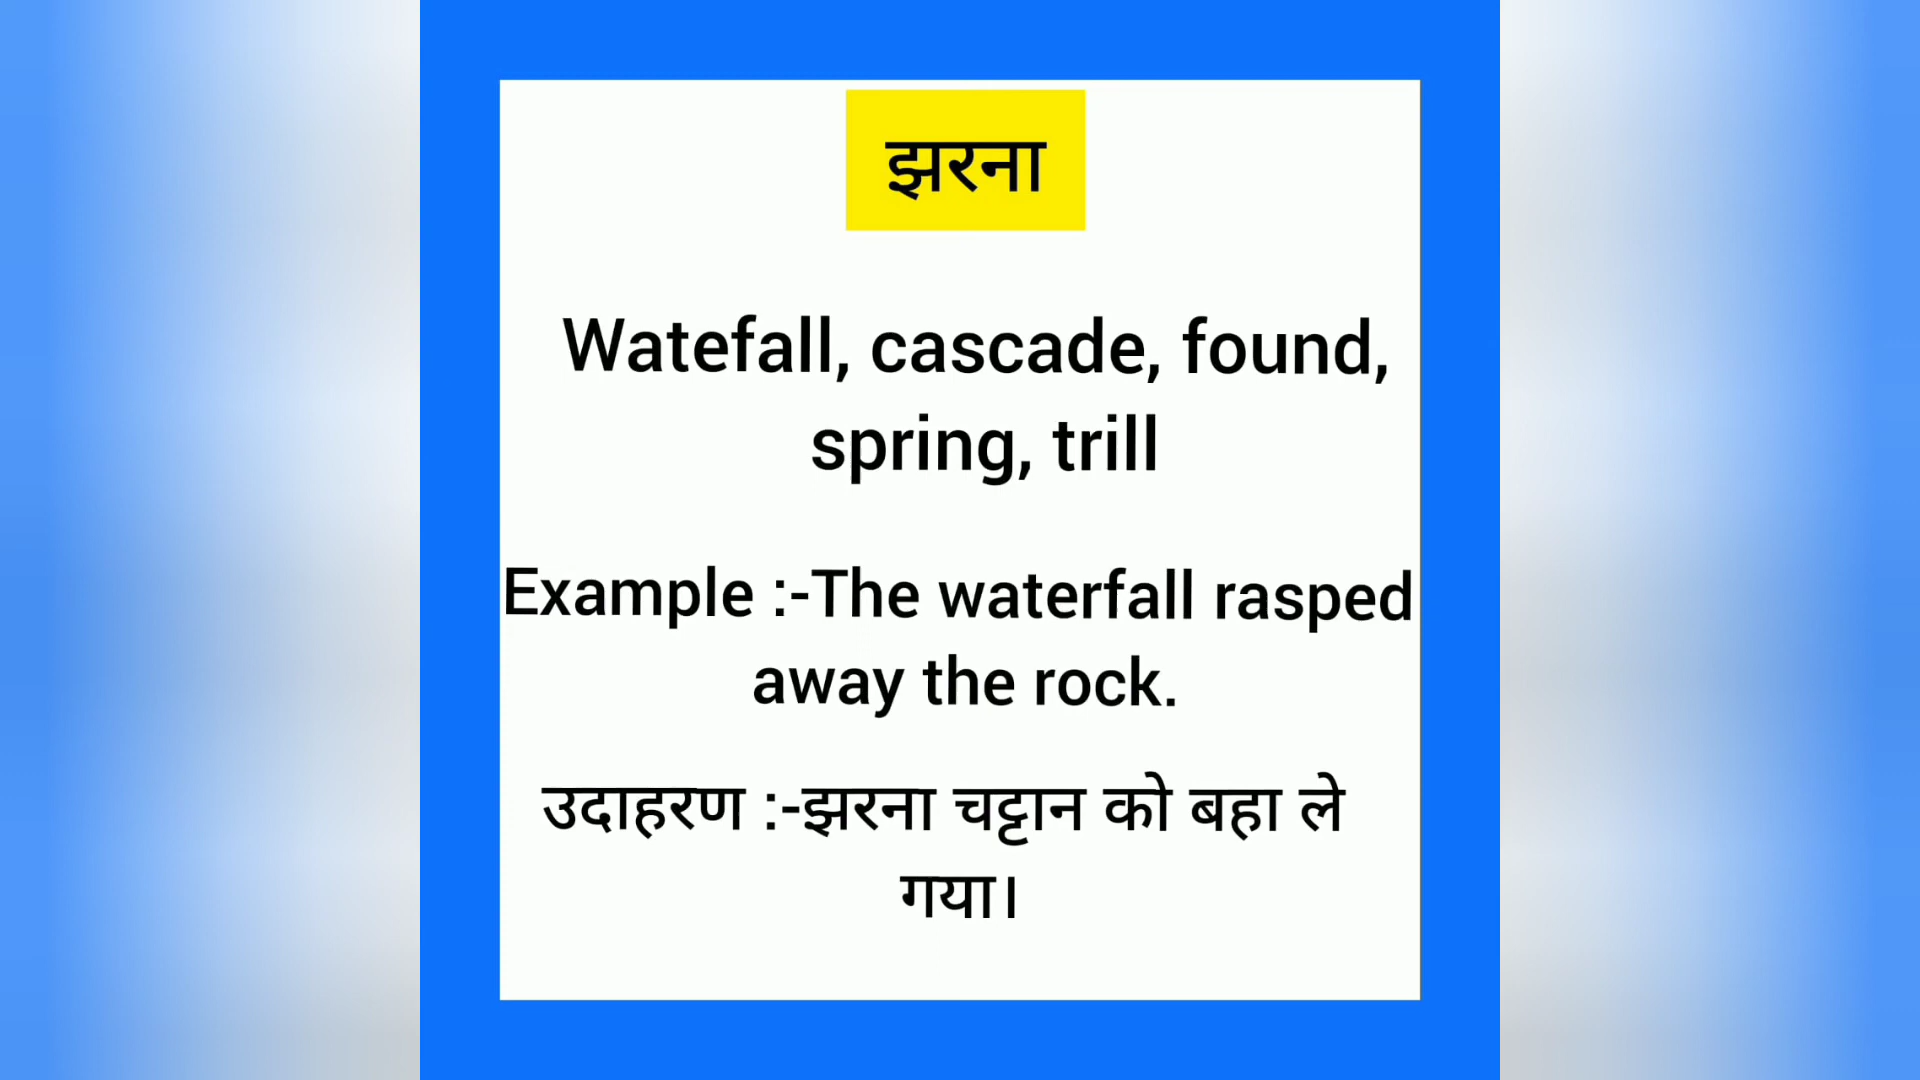 झरना
Watefall, cascade, found,
spring, trill
Example :-The waterfall rasped
away the rock.
उदाहरण :-झरना चट्टान को बहा ले
गया।